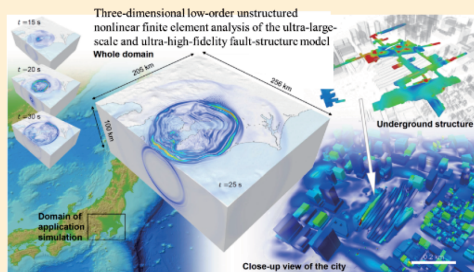 Three-dimensional low-order unstructured
nonlinear finite element analysis of the ultra-large-
scale and ultra-high-fidelity fault-structure model
t=15 s
Whole domain
205 km
256 km
100 km
t=20 s
t=30 s
t=25 s
Underground structure
Domain of
application
simulation
Close-up view of the city